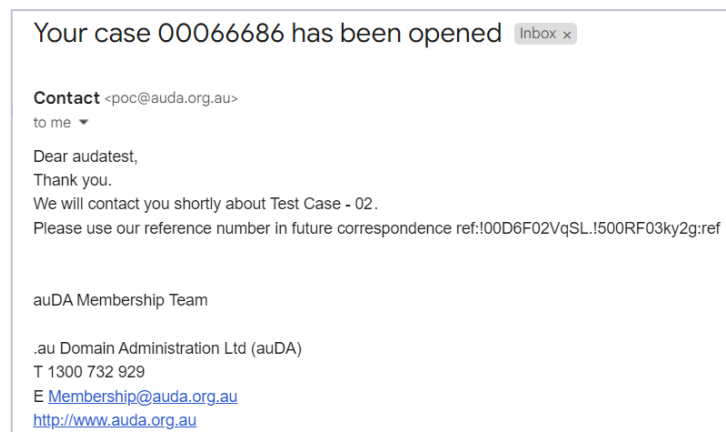 Your case 00066686 has been opened Inbox ×
Contact <poc@auda.org.au>
to me
Dear audatest,
Thank you.
We will contact you shortly about Test Case - 02.
Please use our reference number in future correspondence ref:!00D6F02VqSL.!500RF03ky2g:ref
auDA Membership Team
.au Domain Administration Ltd (auDA)
T 1300 732 929
E Membership@auda.org.au
http://www.auda.org.au